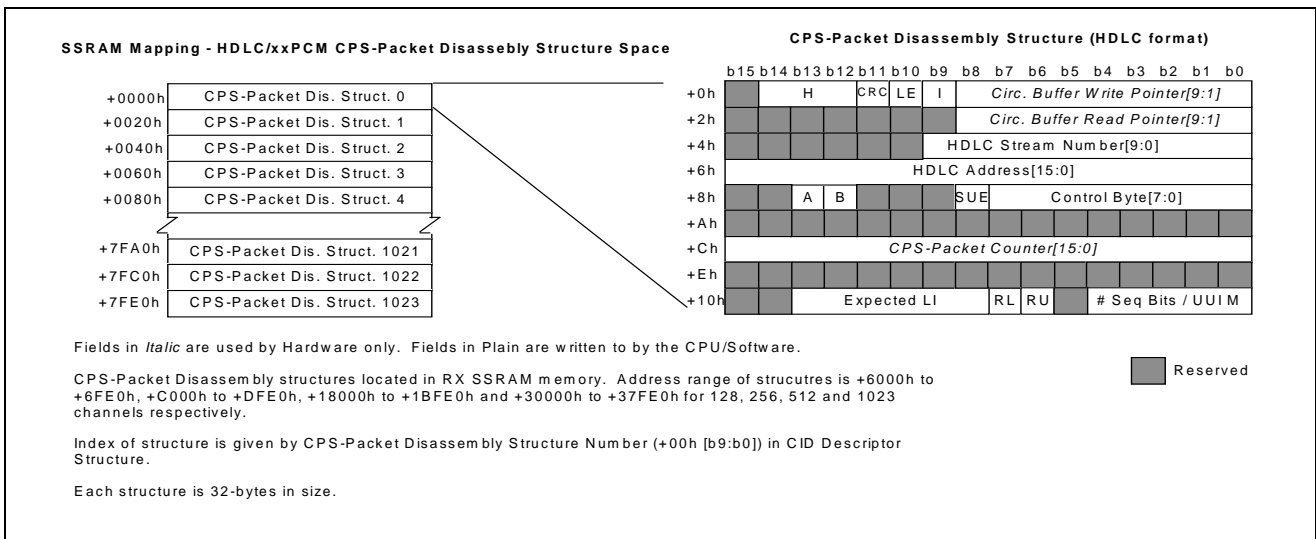 SSRAM Mapping - HDLC/xxPCM CPS-Packet Disassebly Structure Space
+0000h CPS-Packet Dis. Struct. 0
+0020h CPS-Packet Dis. Struct. 1
+0040h CPS-Packet Dis. Struct. 2
+0060h CPS-Packet Dis. Struct. 3
+0080h CPS-Packet Dis. Struct. 4
+7FA0h CPS-Packet Dis. Struct. 1021
+7FC0h CPS-Packet Dis. Struct. 1022
+7FE0h CPS-Packet Dis. Struct. 1023
CPS-Packet Disassembly Structure (HDLC format)
b15 b14 b13 b12 b11 b10 b9 b8 b7 b6 b5 b4 b3 b2 b1 b0
+0h H CRC LE I Circ. Buffer Write Pointer[9:1]
+2h Circ. Buffer Read Pointer[9:1]
+4h HDLC Stream Number[9:0]
+6h HDLC Address[15:0]
+8h A B SUE Control Byte[7:0]
+Ah
+Ch CPS-Packet Counter[15:0]
+Eh
+10h Expected LI RL RU # Seq Bits / UUIM
Fields in Italic are used by Hardware only. Fields in Plain are written to by the CPU/Software.
CPS-Packet Disassembly structures located in RX SSRAM memory. Address range of strucutres is +6000h to
+6FE0h, +C000h to +DFE0h, +18000h to +1BFE0h and +30000h to +37FE0h for 128, 256, 512 and 1023
channels respectively.
Index of structure is given by CPS-Packet Disassembly Structure Number (+00h [b9:b0]) in CID Descriptor
Structure.
Each structure is 32-bytes in size.
Reserved